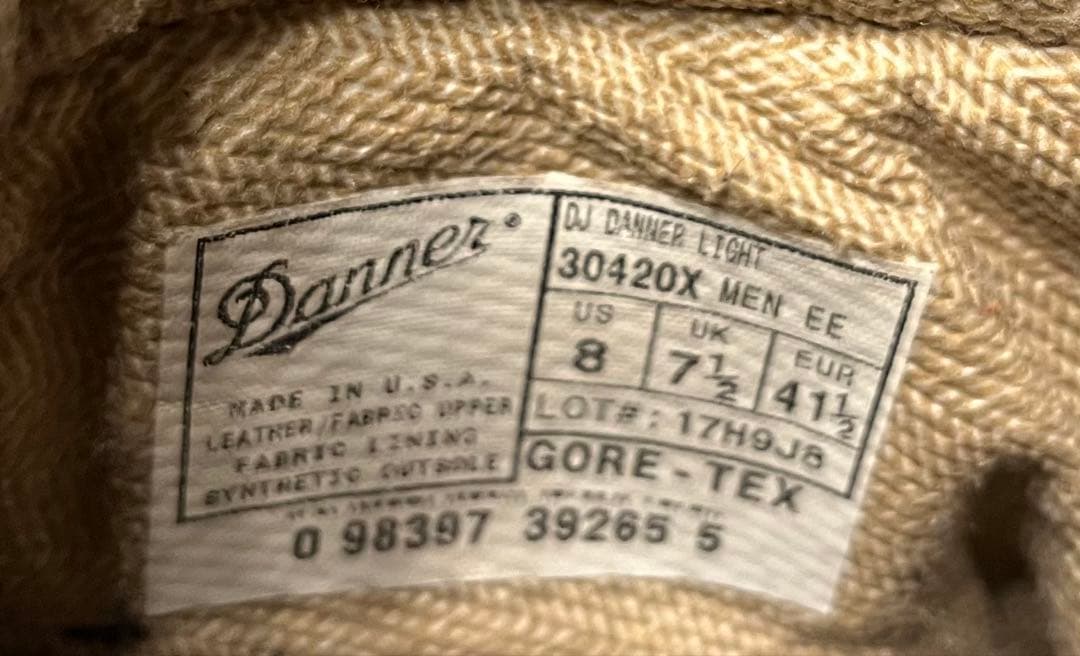 Danner®
MADE IN U.S.A.
LEATHER/FABRIC UPPER
FABRIC LINING
SYNTHETIC OUTSOLE
DJ DANNER LIGHT
30420X MEN EE
US UK EUR
8 7½ 41½
LOT#: 17H9J8
GORE-TEX
0 98397 39265 5